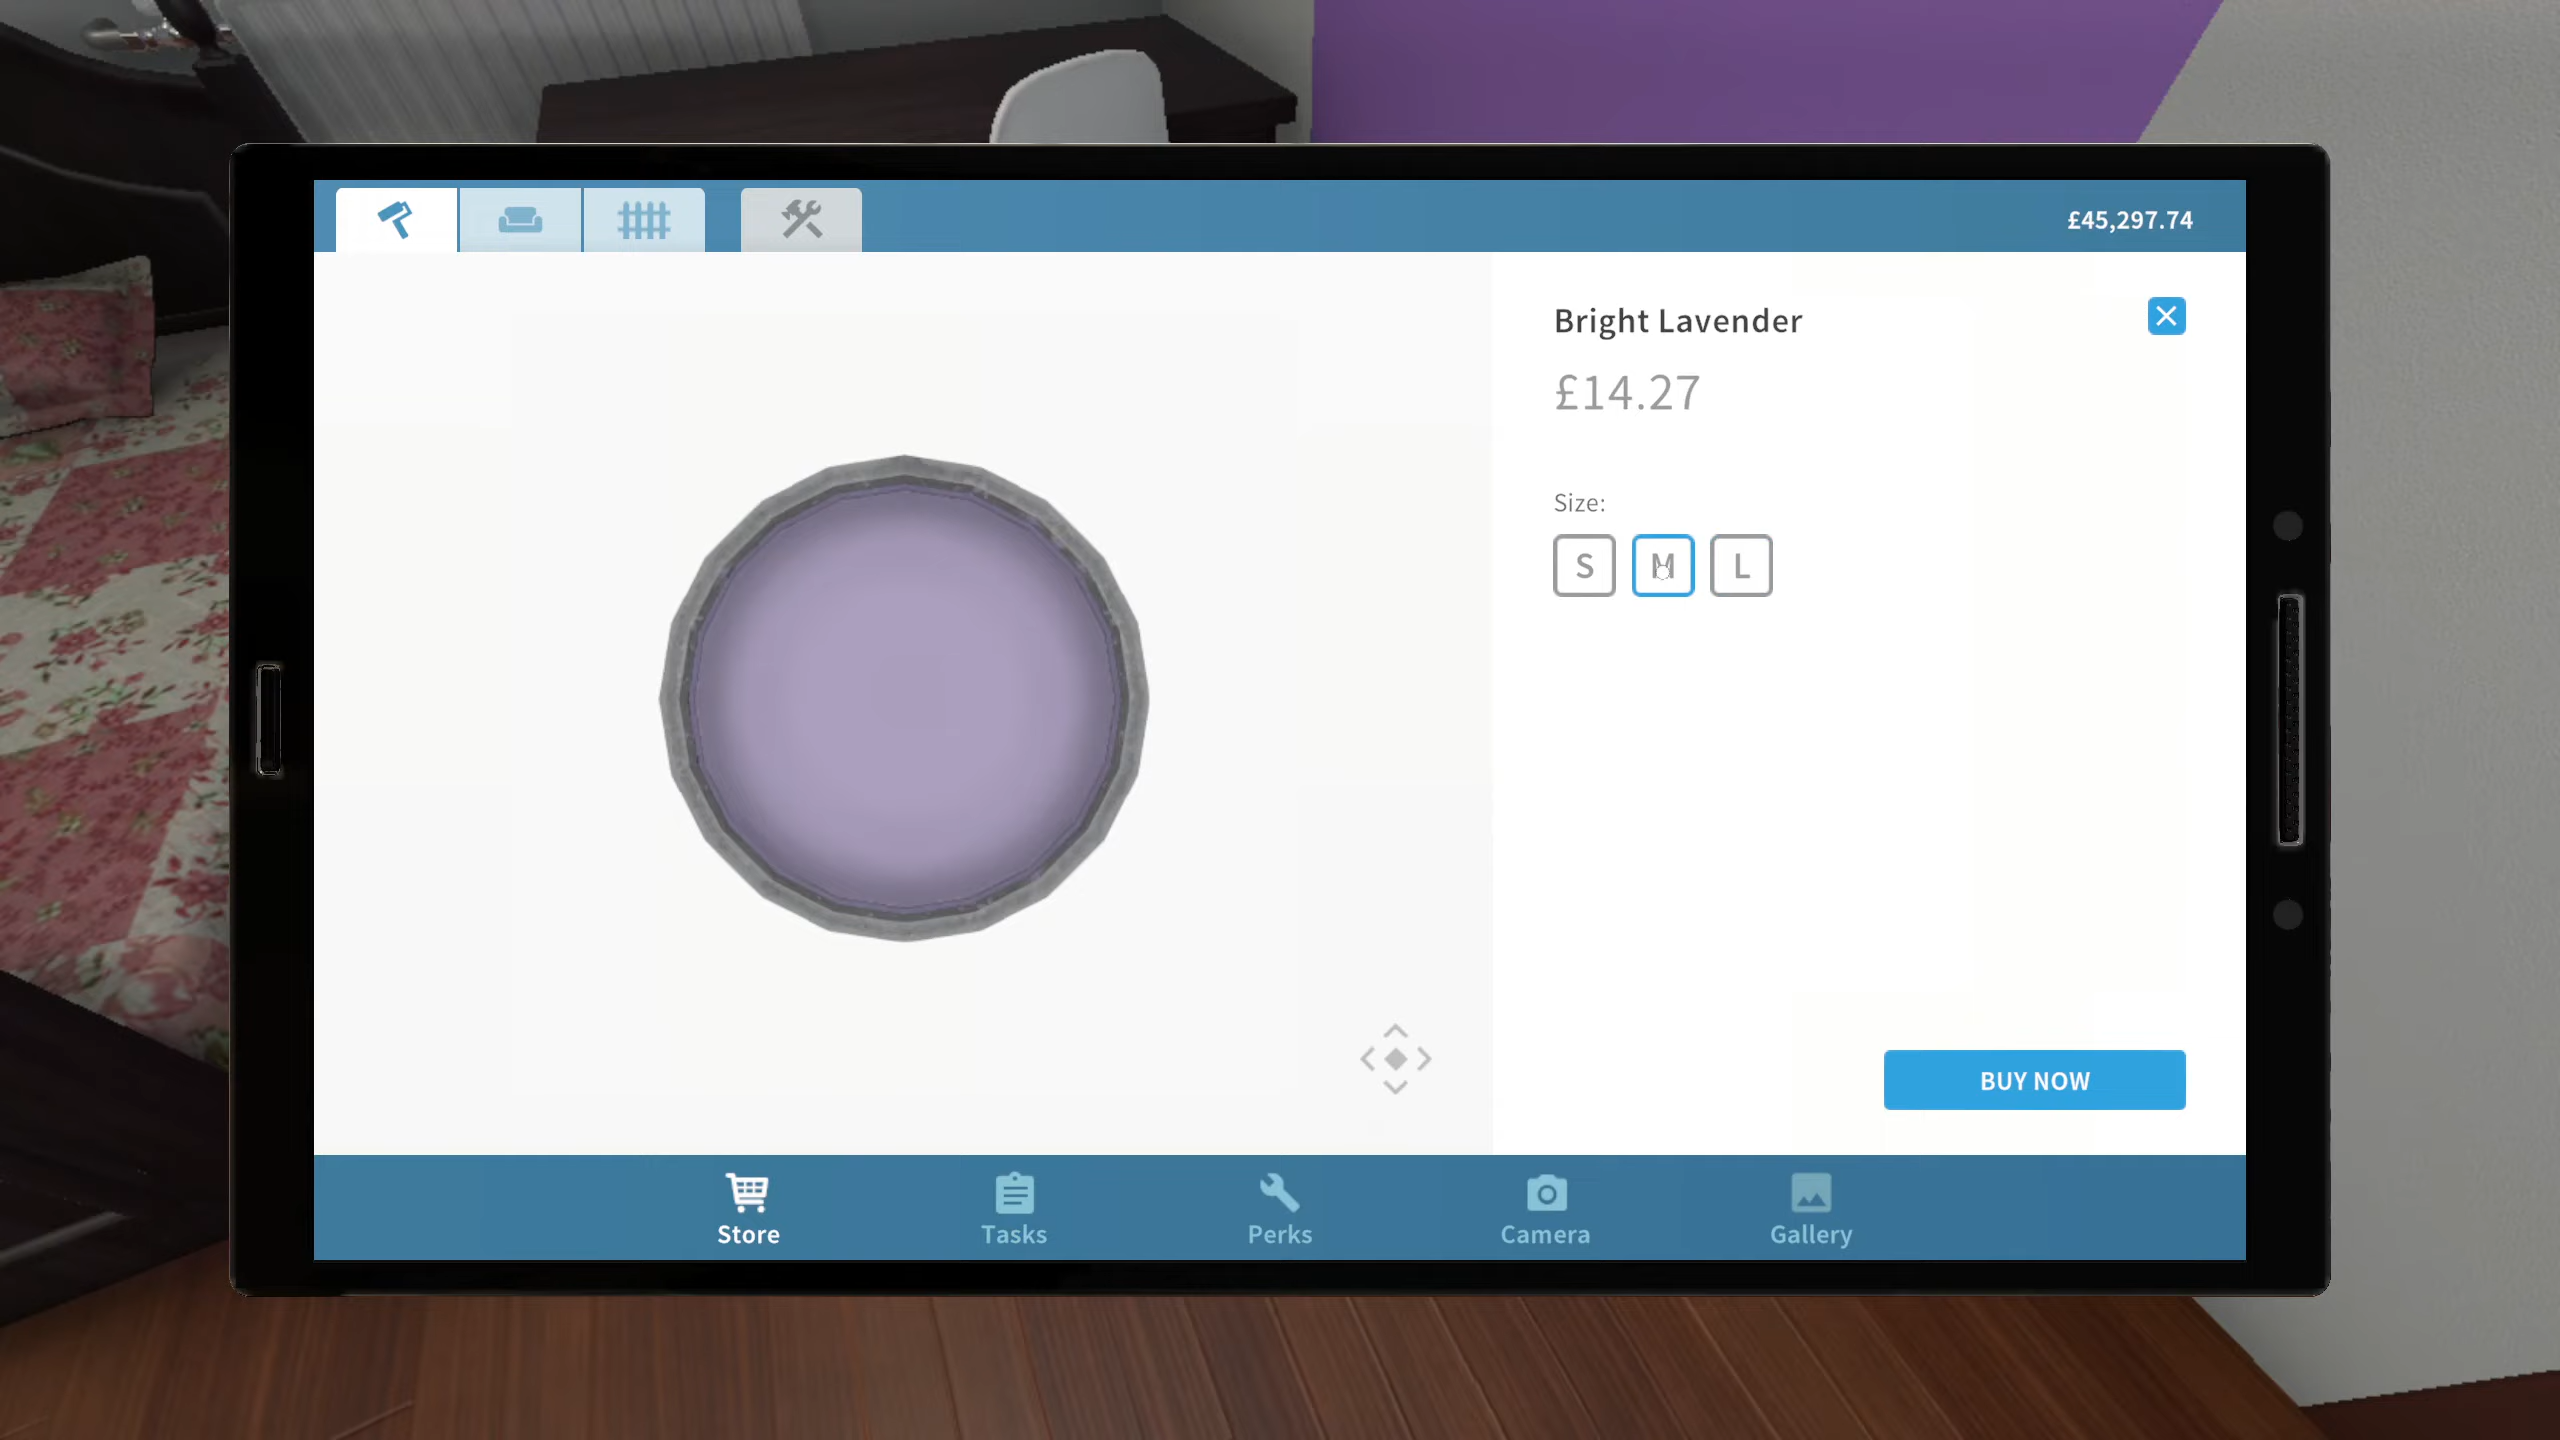 £45,297.74
Bright Lavender
£14.27
Size:
S M L
BUY NOW
Store Tasks Perks Camera Gallery